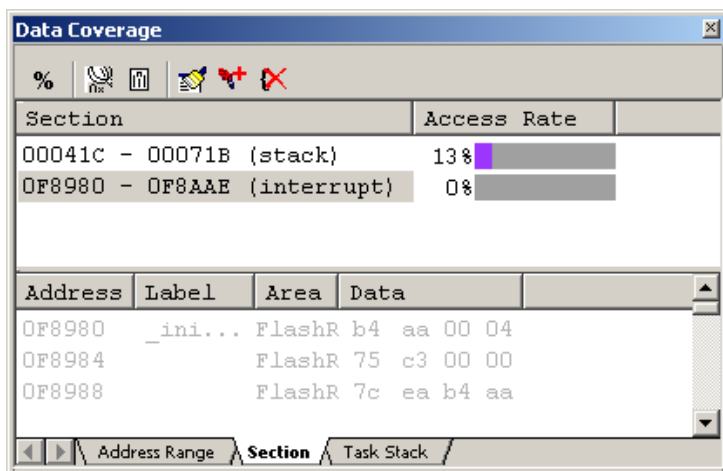 Data Coverage
%
Section Access Rate
00041C - 00071B (stack) 13%
0F8980 - 0F8AAE (interrupt) 0%
Address Label Area Data
0F8980 _ini... FlashR b4 aa 00 04
0F8984 FlashR 75 c3 00 00
0F8988 FlashR 7c ea b4 aa
Address Range Section Task Stack